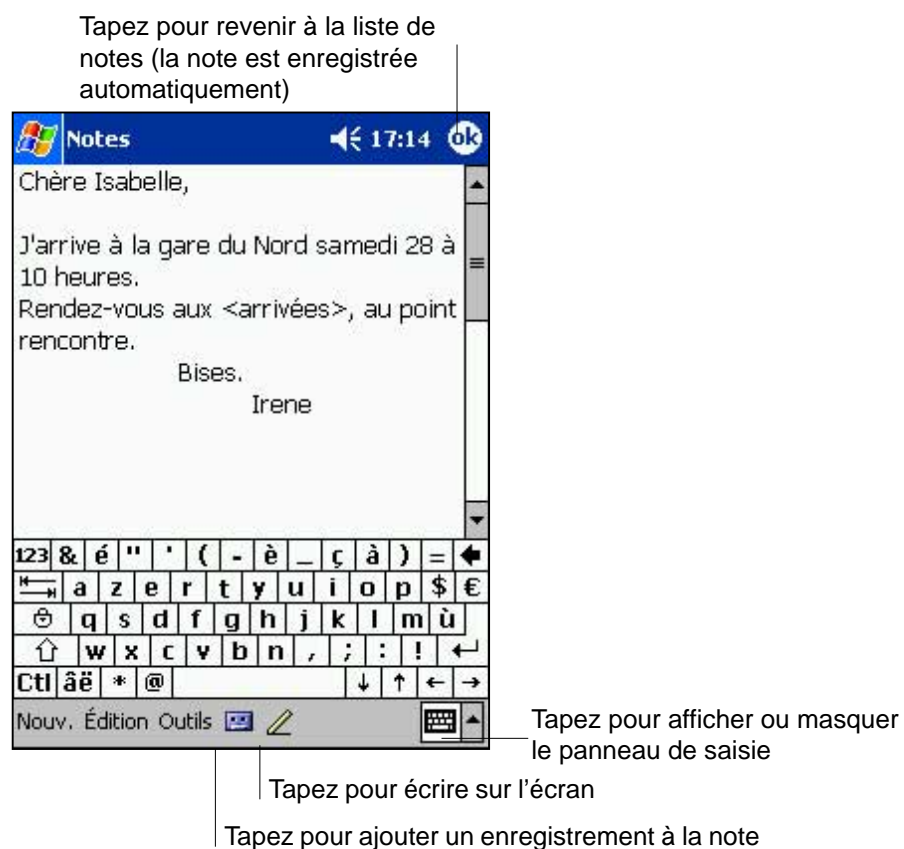 Tapez pour revenir à la liste de
notes (la note est enregistrée
automatiquement)
Notes 17:14 ok
Chère Isabelle,
J'arrive à la gare du Nord samedi 28 à
10 heures.
Rendez-vous aux <arrivées>, au point
rencontre.
Bises.
Irene
123 & é " ' ( - è _ ç à ) =
a z e r t y u i o p $ €
q s d f g h j k l m ù
w x c v b n , ; : !
Ctl âë * @ ↓ ↑ ← →
Nouv. Édition Outils
Tapez pour afficher ou masquer
le panneau de saisie
Tapez pour écrire sur l'écran
Tapez pour ajouter un enregistrement à la note